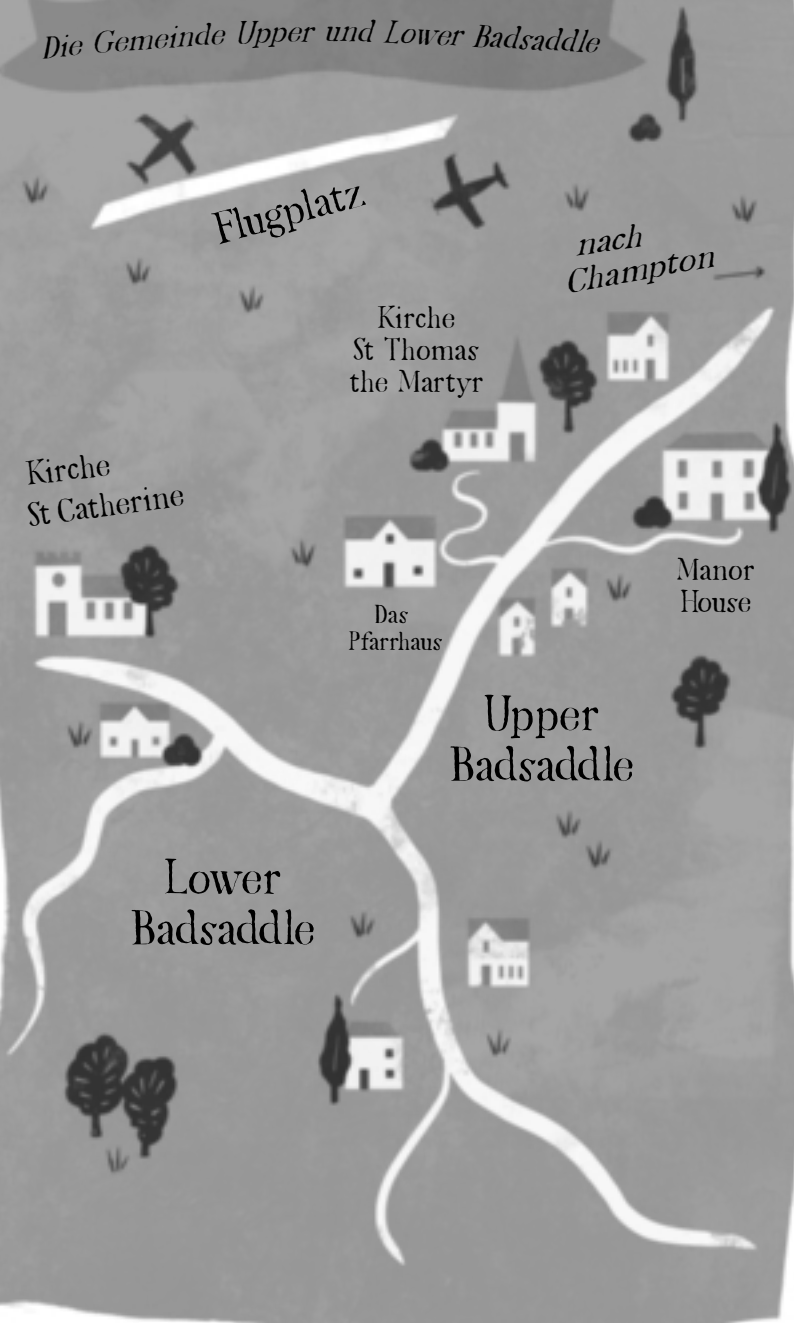 Die Gemeinde Upper und Lower Badsaddle
Flugplatz
nach
Champton
Kirche
St Thomas
the Martyr
Kirche
St Catherine
Manor
House
Das
Pfarrhaus
Upper
Badsaddle
Lower
Badsaddle